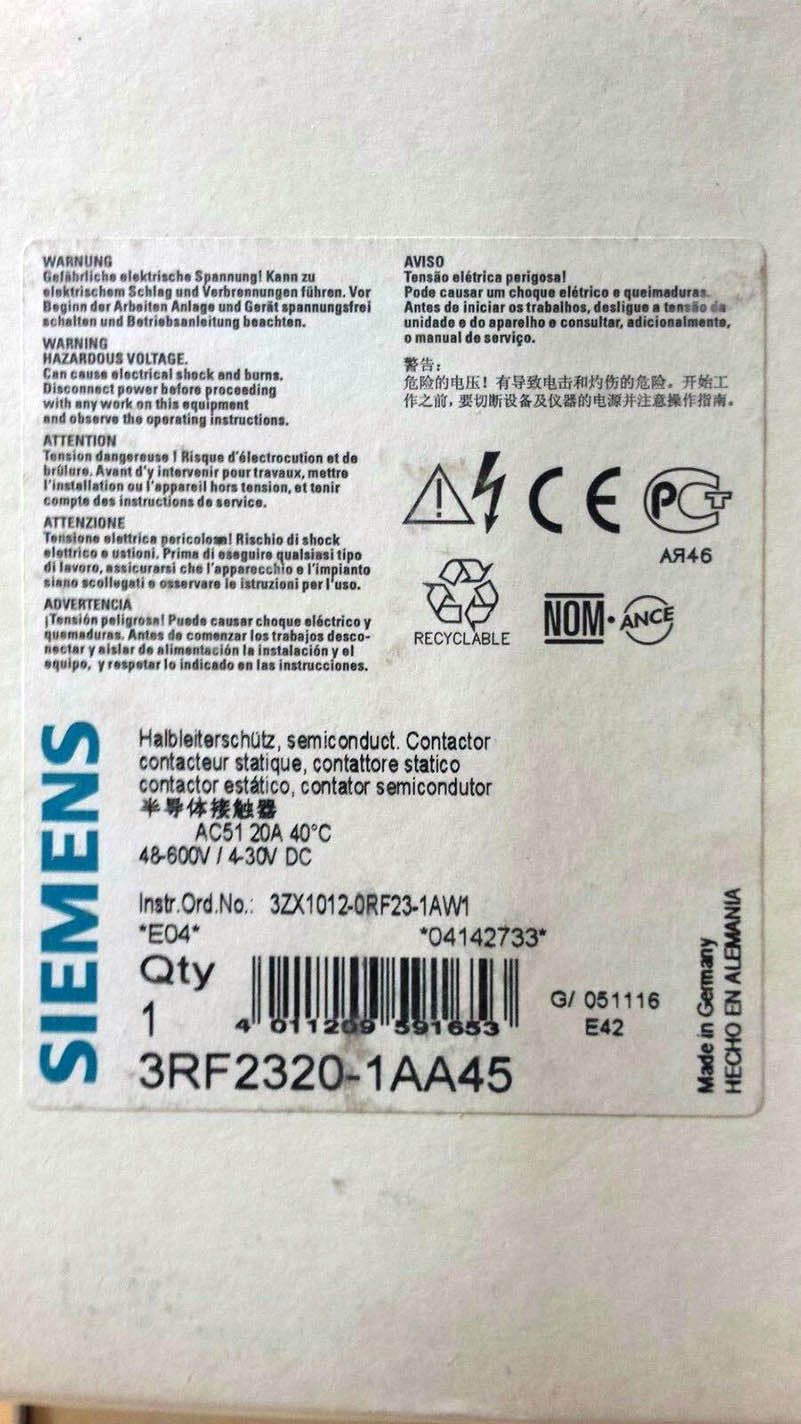 WARNUNG
Gefährliche elektrische Spannung! Kann zu
elektrischem Schlag und Verbrennungen führen. Vor
Beginn der Arbeiten Anlage und Gerät spannungsfrei
schalten und Betriebsanleitung beachten.
WARNING
HAZARDOUS VOLTAGE.
Can cause electrical shock and burns.
Disconnect power before proceeding
with any work on this equipment
and observe the operating instructions.
ATTENTION
Tension dangereuse ! Risque d'électrocution et de
brûlure. Avant d'y intervenir pour travaux, mettre
l'installation ou l'appareil hors tension, et tenir
compte des instructions de service.
ATTENZIONE
Tensione elettrica pericolosa! Rischio di shock
elettrico e ustioni. Prima di eseguire qualsiasi tipo
di lavoro, assicurarsi che l'apparecchio e l'impianto
siano scollegati e osservare le istruzioni per l'uso.
ADVERTENCIA
¡Tensión peligrosa! Puede causar choque eléctrico y
quemaduras. Antes de comenzar los trabajos desco-
nectar y aislar de alimentación la instalación y el
equipo, y respetar lo indicado en las instrucciones.
AVISO
Tensão elétrica perigosa!
Pode causar um choque elétrico e queimaduras.
Antes de iniciar os trabalhos, desligue a tensão da
unidade e do aparelho e consultar, adicionalmente,
o manual de serviço.
警告：
危险的电压！有导致电击和灼伤的危险。开始工
作之前，要切断设备及仪器的电源并注意操作指南。
CE
PCT
АЯ46
RECYCLABLE
NOM·ANCE
SIEMENS
Halbleiterschütz, semiconduct. Contactor
contacteur statique, contattore statico
contactor estático, contator semicondutor
半导体接触器
AC51 20A 40°C
48-600V / 4-30V DC
Instr.Ord.No.: 3ZX1012-0RF23-1AW1
*E04* *04142733*
Qty
1
4 011209 591653
G/ 051116
E42
3RF2320-1AA45
Made in Germany
HECHO EN ALEMANIA